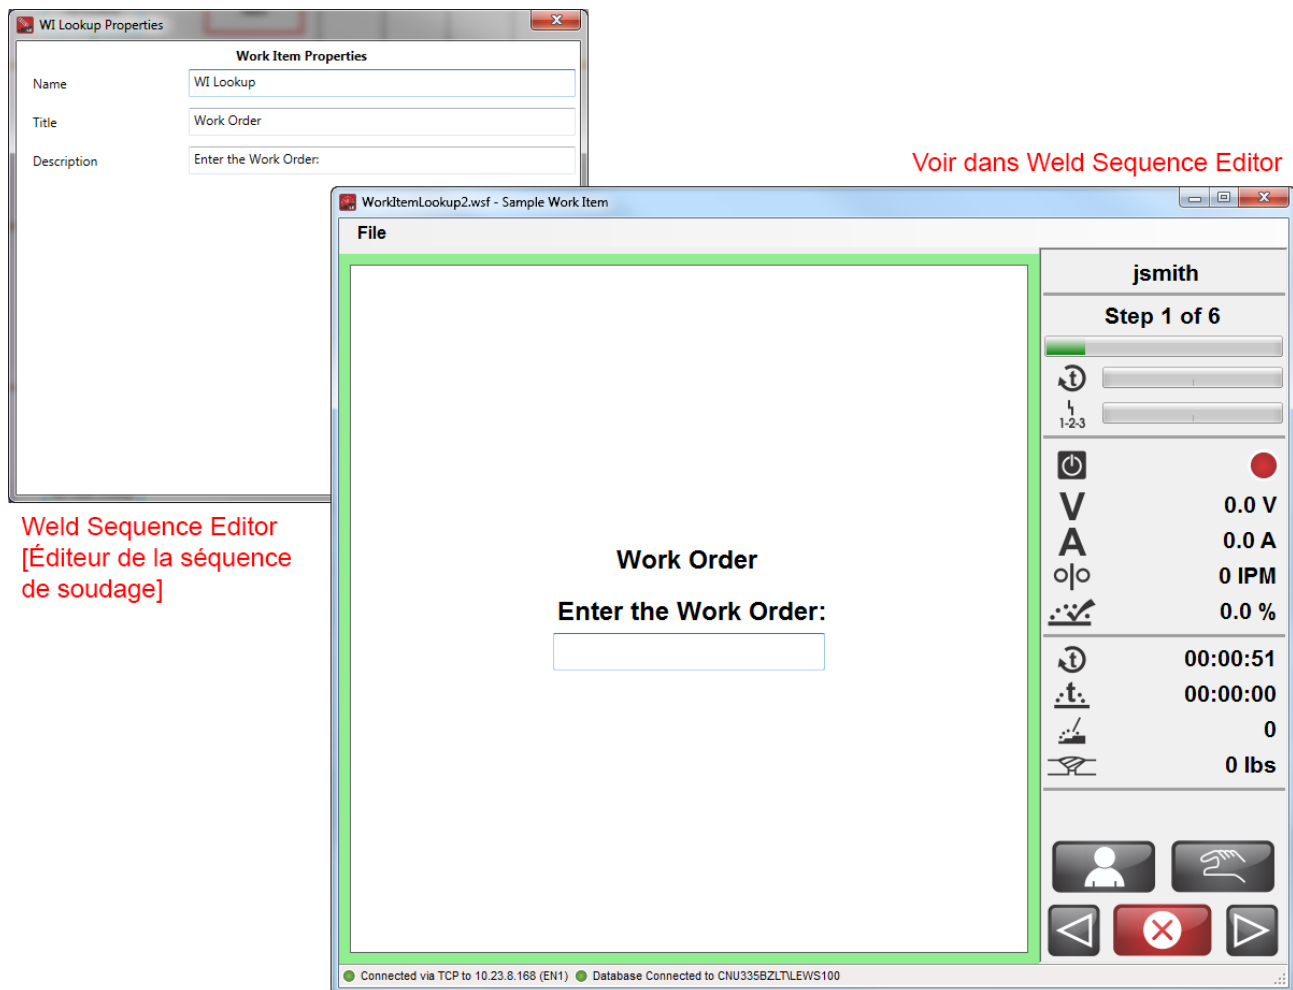 WI Lookup Properties
Work Item Properties
Name
WI Lookup
Title
Work Order
Description
Enter the Work Order:
Voir dans Weld Sequence Editor
WorkItemLookup2.wsf - Sample Work Item
File
jsmith
Step 1 of 6
t
1-2-3
V
0.0 V
A
0.0 A
0 IPM
0.0 %
t
00:00:51
t
00:00:00
0
0 lbs
Work Order
Enter the Work Order:
Weld Sequence Editor
[Éditeur de la séquence
de soudage]
Connected via TCP to 10.23.8.168 (EN1)
Database Connected to CNU335BZLT\LEWS100